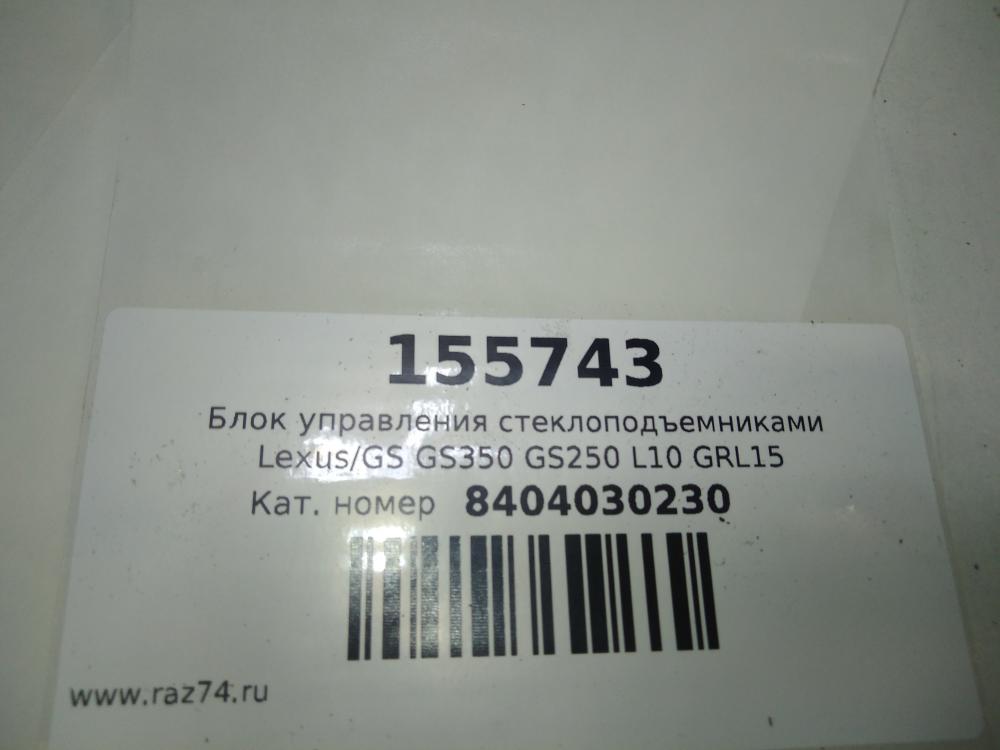 155743
Блок управления стеклоподъемниками
Lexus/GS GS350 GS250 L10 GRL15
Кат. номер 8404030230
www.raz74.ru